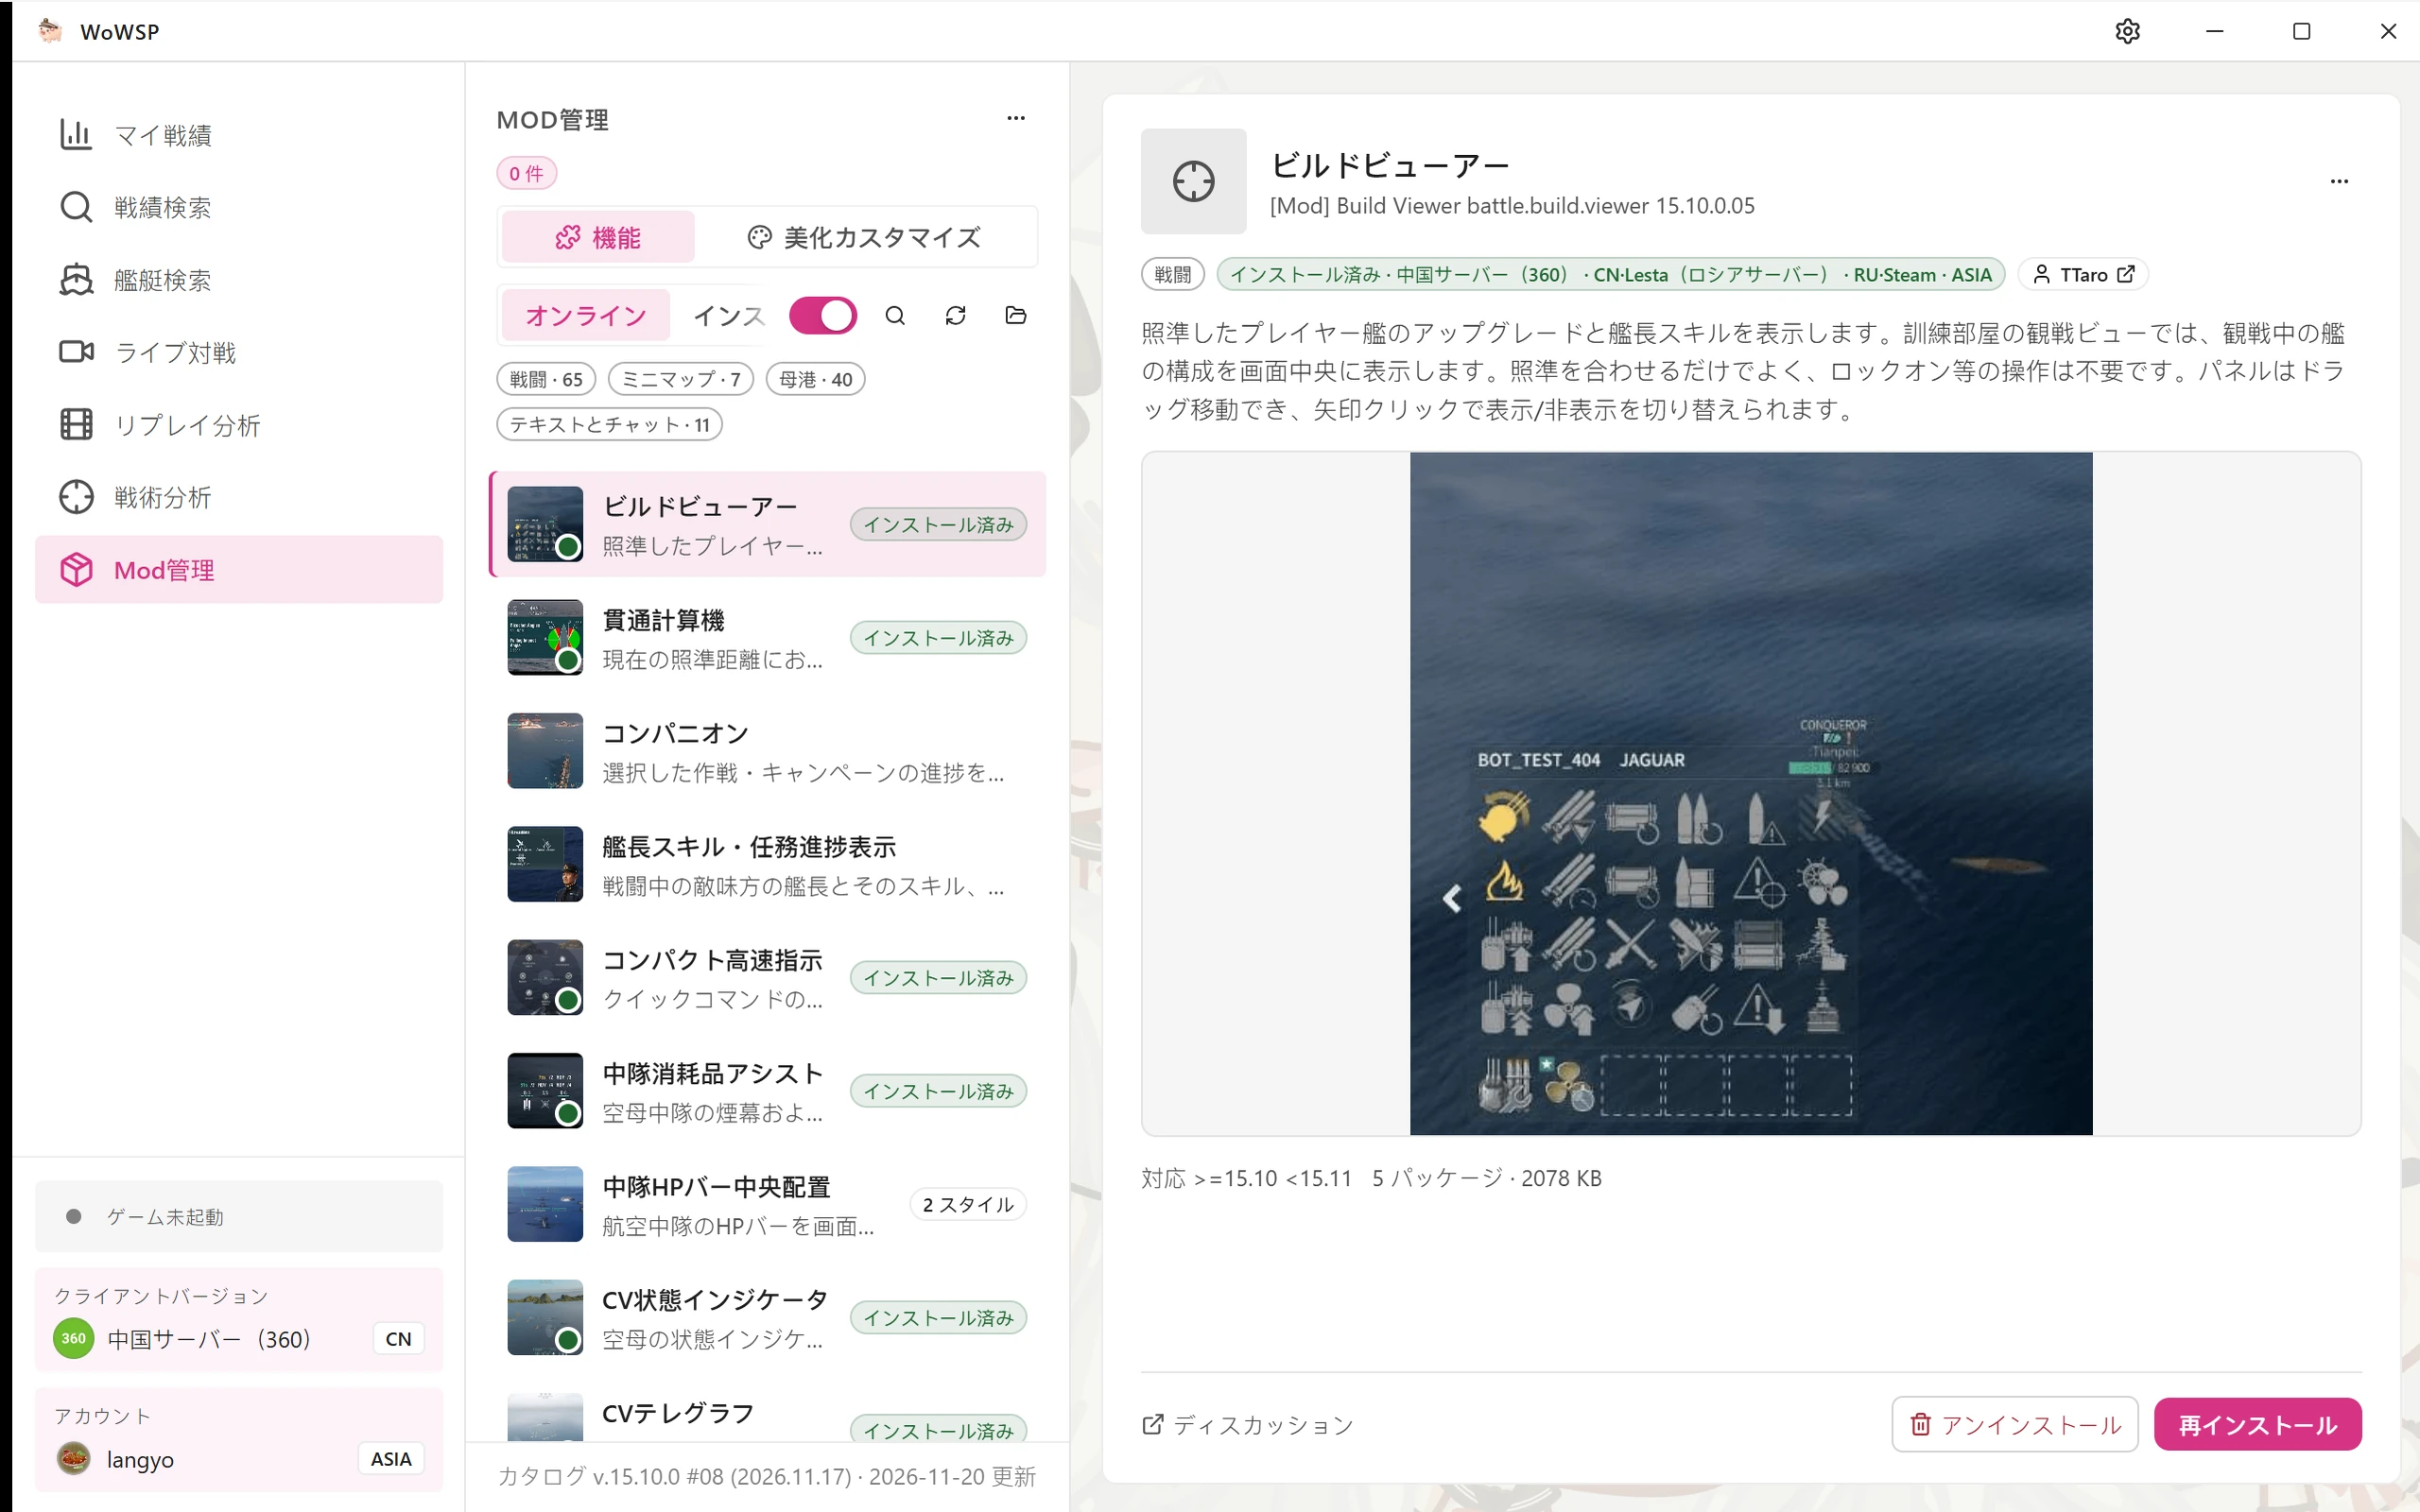 WoWSP
マイ戦績
戦績検索
艦艇検索
ライブ対戦
リプレイ分析
戦術分析
Mod管理
ゲーム未起動
クライアントバージョン
360 中国サーバー（360） CN
アカウント
langyo ASIA
MOD管理
0 件
機能 美化カスタマイズ
オンライン インス
戦闘 · 65 ミニマップ · 7 母港 · 40
テキストとチャット · 11
ビルドビューアー
照準したプレイヤー...
インストール済み
貫通計算機
現在の照準距離にお...
インストール済み
コンパニオン
選択した作戦・キャンペーンの進捗を...
艦長スキル・任務進捗表示
戦闘中の敵味方の艦長とそのスキル、...
コンパクト高速指示
クイックコマンドの...
インストール済み
中隊消耗品アシスト
空母中隊の煙幕およ...
インストール済み
中隊HPバー中央配置
航空中隊のHPバーを画面...
2 スタイル
CV状態インジケータ
空母の状態インジケ...
インストール済み
CVテレグラフ
インストール済み
カタログ v.15.10.0 #08 (2026.11.17) · 2026-11-20 更新
ビルドビューアー
[Mod] Build Viewer battle.build.viewer 15.10.0.05
戦闘 インストール済み · 中国サーバー（360） · CN·Lesta（ロシアサーバー） · RU·Steam · ASIA TTaro
照準したプレイヤー艦のアップグレードと艦長スキルを表示します。訓練部屋の観戦ビューでは、観戦中の艦
の構成を画面中央に表示します。照準を合わせるだけでよく、ロックオン等の操作は不要です。パネルはドラ
ッグ移動でき、矢印クリックで表示/非表示を切り替えられます。
CONQUEROR
:Tianpei:
82 900
BOT_TEST_404 JAGUAR
対応 >=15.10 <15.11 5 パッケージ · 2078 KB
ディスカッション
アンインストール
再インストール